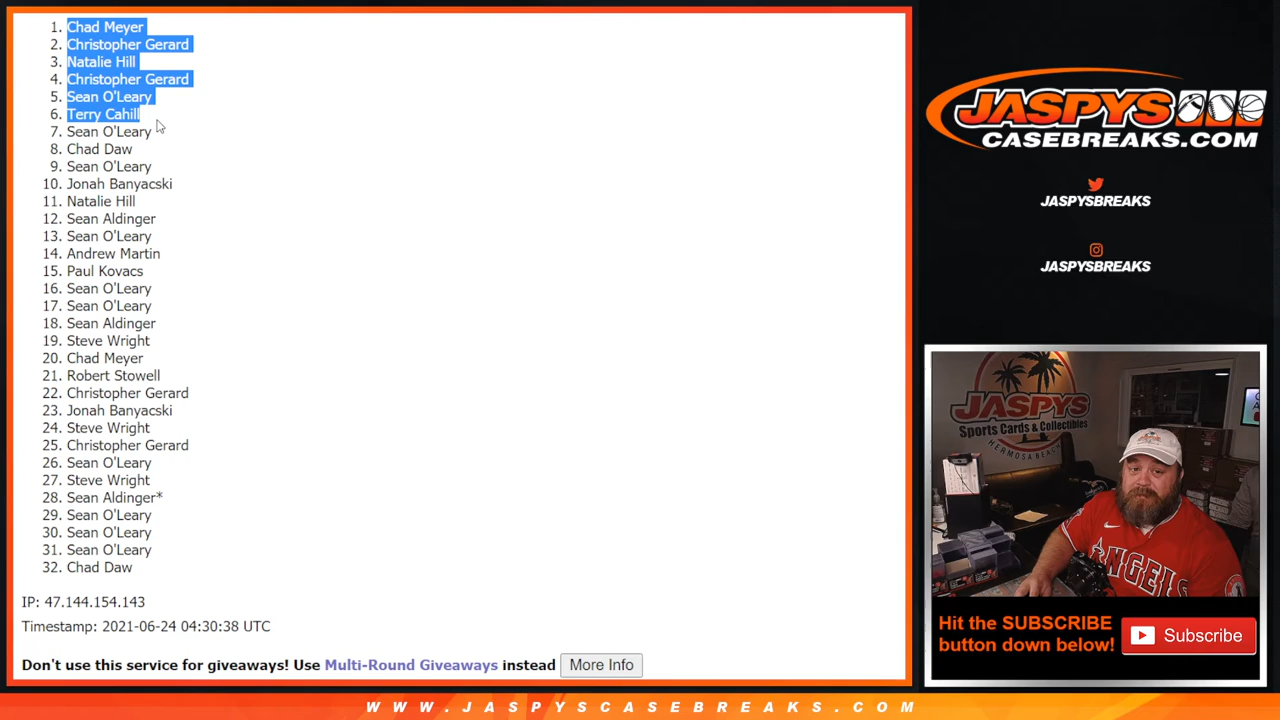 1. Chad Meyer
2. Christopher Gerard
3. Natalie Hill
4. Christopher Gerard
5. Sean O'Leary
6. Terry Cahill
7. Sean O'Leary
8. Chad Daw
9. Sean O'Leary
10. Jonah Banyacski
11. Natalie Hill
12. Sean Aldinger
13. Sean O'Leary
14. Andrew Martin
15. Paul Kovacs
16. Sean O'Leary
17. Sean O'Leary
18. Sean Aldinger
19. Steve Wright
20. Chad Meyer
21. Robert Stowell
22. Christopher Gerard
23. Jonah Banyacski
24. Steve Wright
25. Christopher Gerard
26. Sean O'Leary
27. Steve Wright
28. Sean Aldinger*
29. Sean O'Leary
30. Sean O'Leary
31. Sean O'Leary
32. Chad Daw
IP: 47.144.154.143
Timestamp: 2021-06-24 04:30:38 UTC
Don't use this service for giveaways! Use Multi-Round Giveaways instead More Info
JASPYS
CASEBREAKS.COM
JASPYSBREAKS
JASPYSBREAKS
JASPYS
Sports Cards & Collectibles
HERMOSA BEACH
ANGELS
Hit the SUBSCRIBE
button down below!
Subscribe
WWW.JASPYSCASEBREAKS.COM